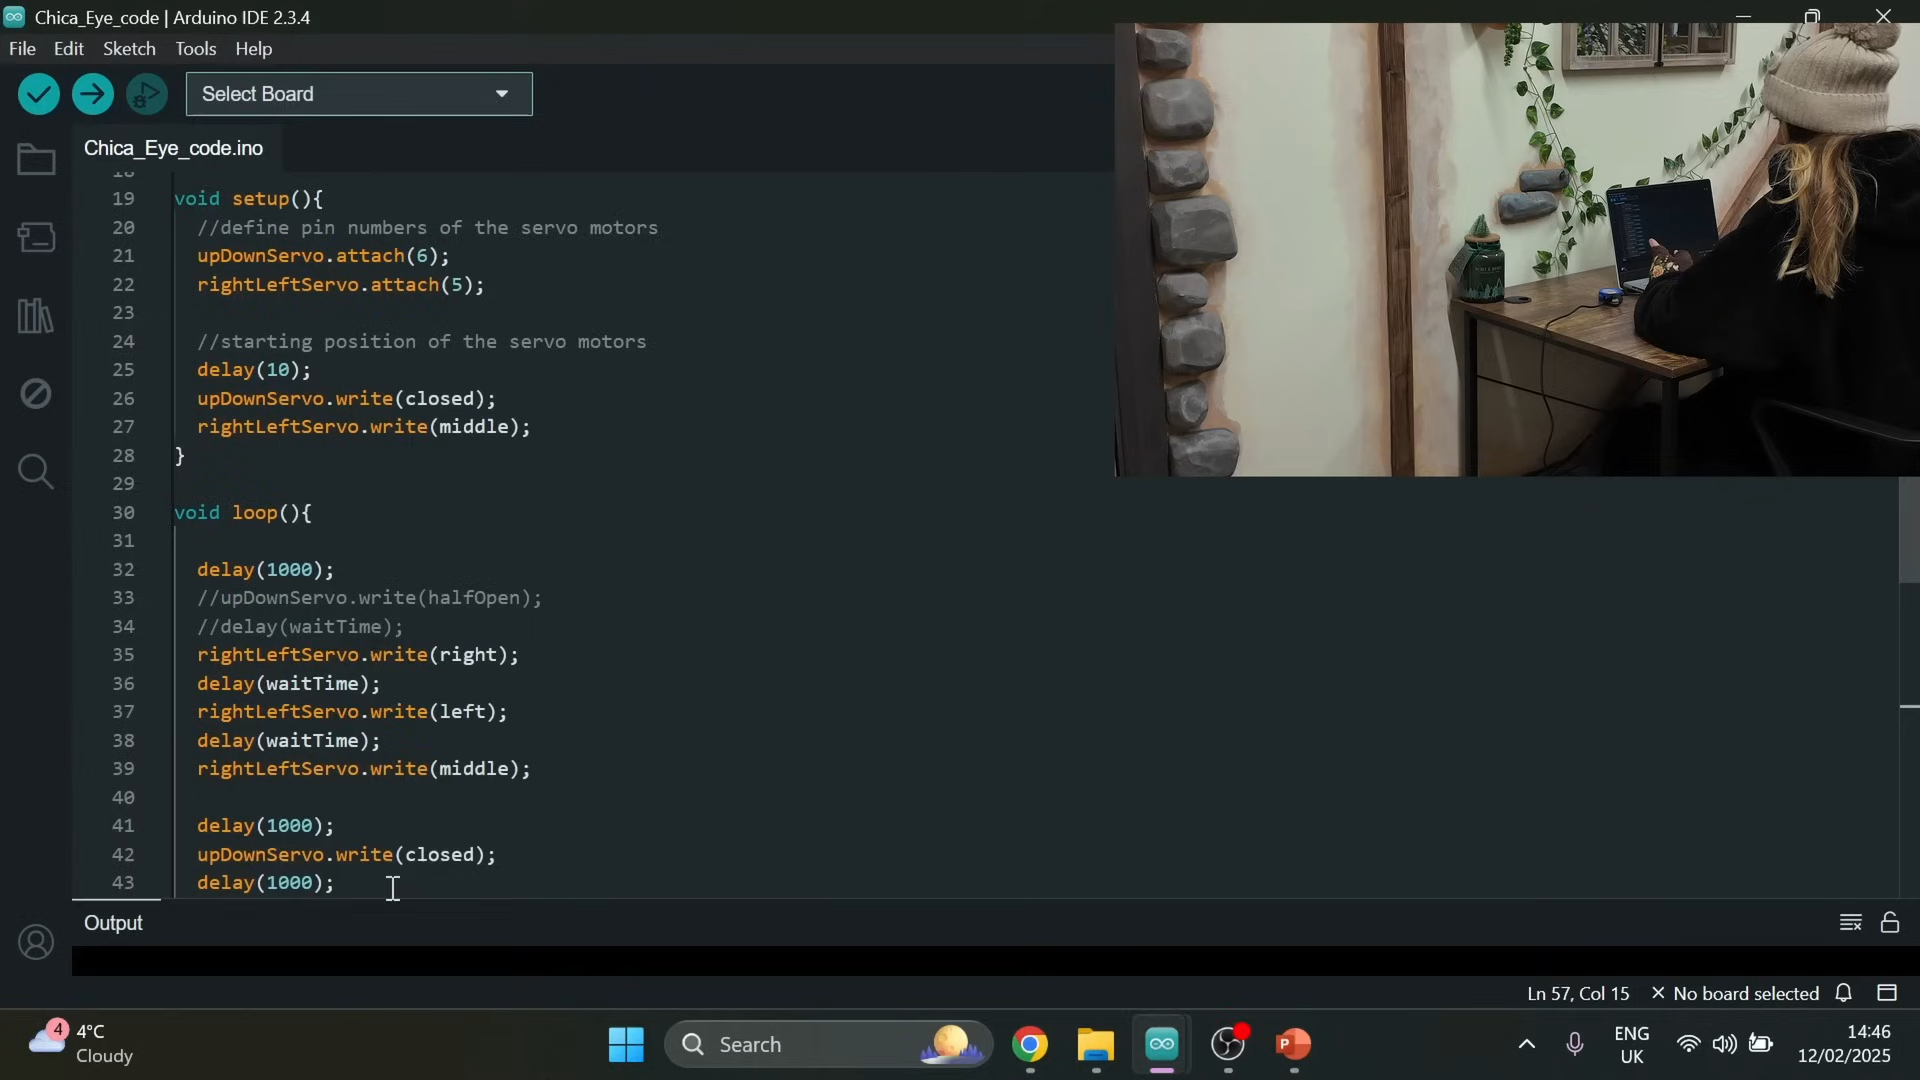 Chica_Eye_code | Arduino IDE 2.3.4
File Edit Sketch Tools Help
Select Board
Chica_Eye_code.ino
18
19 void setup(){
20 //define pin numbers of the servo motors
21 upDownServo.attach(6);
22 rightLeftServo.attach(5);
23
24 //starting position of the servo motors
25 delay(10);
26 upDownServo.write(closed);
27 rightLeftServo.write(middle);
28 }
29
30 void loop(){
31
32 delay(1000);
33 //upDownServo.write(halfOpen);
34 //delay(waitTime);
35 rightLeftServo.write(right);
36 delay(waitTime);
37 rightLeftServo.write(left);
38 delay(waitTime);
39 rightLeftServo.write(middle);
40
41 delay(1000);
42 upDownServo.write(closed);
43 delay(1000);
Output
Ln 57, Col 15 × No board selected
4
4°C
Cloudy
Search
P
ENG
UK
14:46
12/02/2025